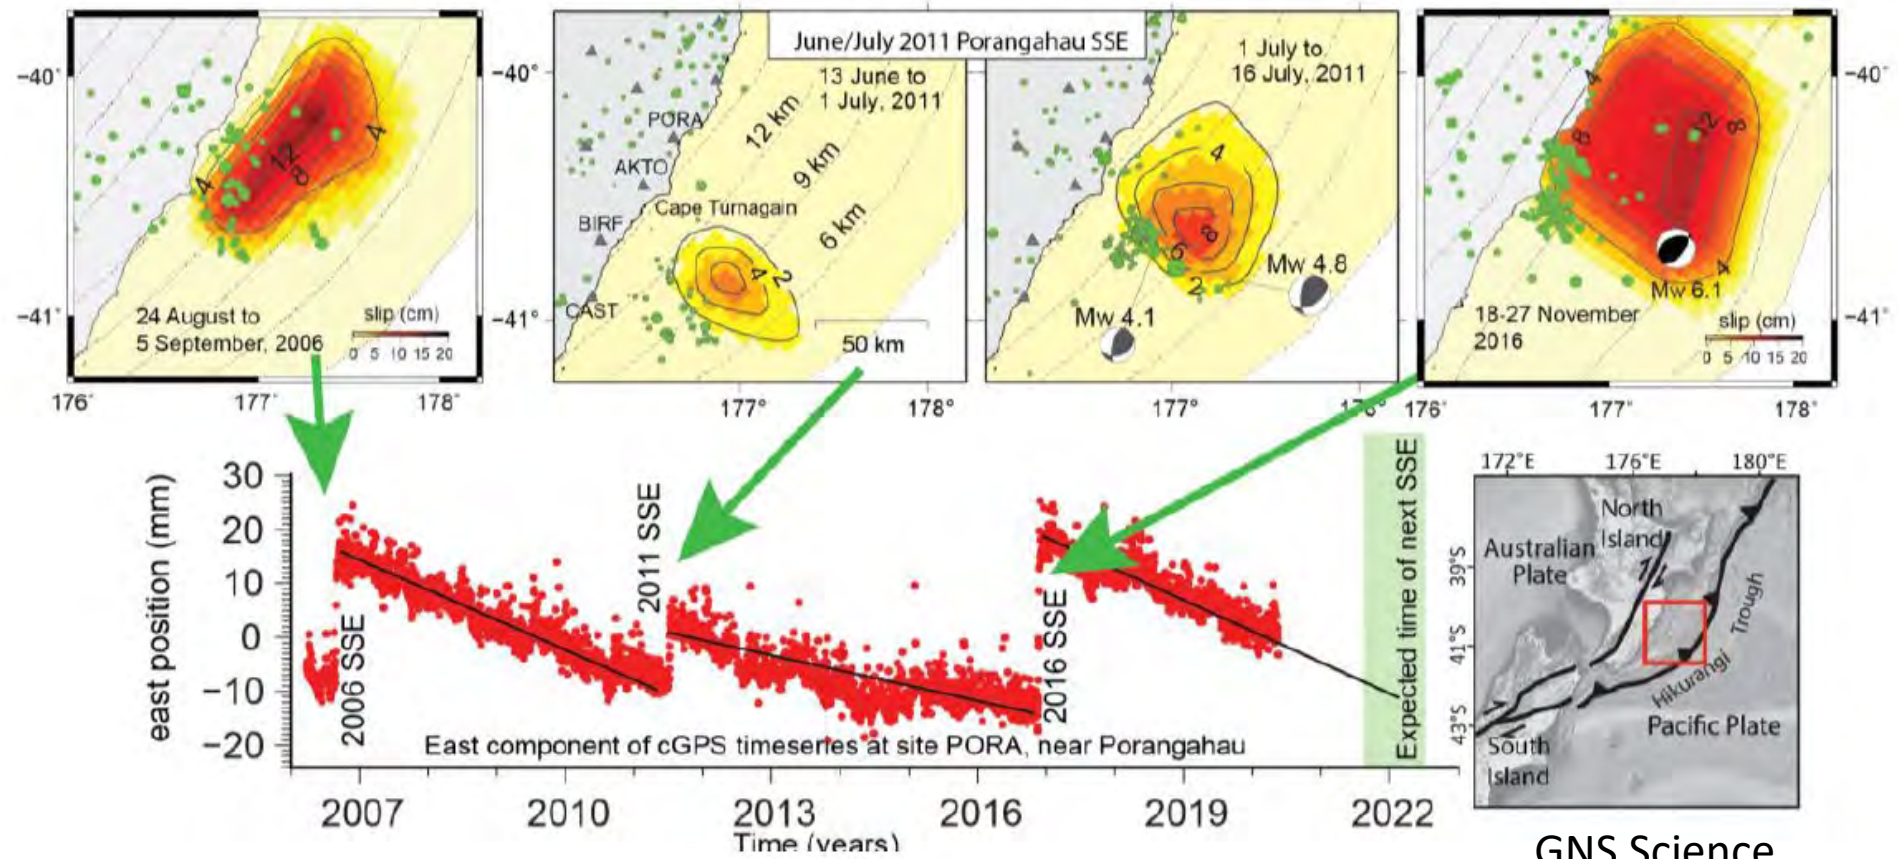 June/July 2011 Porangahau SSE
24 August to
5 September, 2006
slip (cm)
0 5 10 15 20
4
12
8
4
-40°
-41°
176°
177°
178°
13 June to
1 July, 2011
12 km
9 km
6 km
PORA
AKTO
Cape Turnagain
BIRF
CAST
4
2
50 km
-40°
-41°
177°
178°
1 July to
16 July, 2011
4
8
6
2
Mw 4.8
Mw 4.1
177°
4
8
12
8
4
Mw 6.1
18-27 November
2016
slip (cm)
0 5 10 15 20
-40°
-41°
176°
177°
178°
east position (mm)
30
20
10
0
-10
-20
2006 SSE
2011 SSE
2016 SSE
Expected time of next SSE
East component of cGPS timeseries at site PORA, near Porangahau
2007 2010 2013 2016 2019 2022
Time (years)
172°E 176°E 180°E
39°S
41°S
43°S
North
Island
Australian
Plate
Hikurangi Trough
Pacific Plate
South
Island
GNS Science